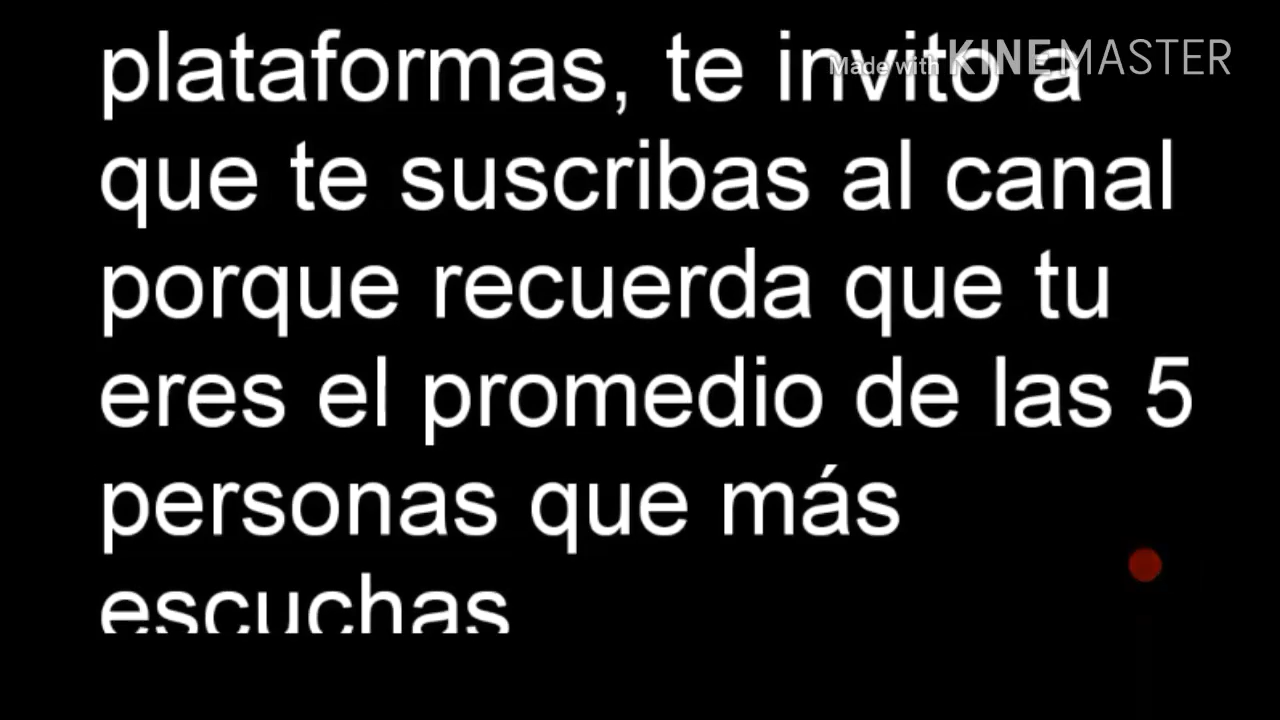 plataformas, te invito a
Made with KINEMASTER
que te suscribas al canal
porque recuerda que tu
eres el promedio de las 5
personas que más
escuchas